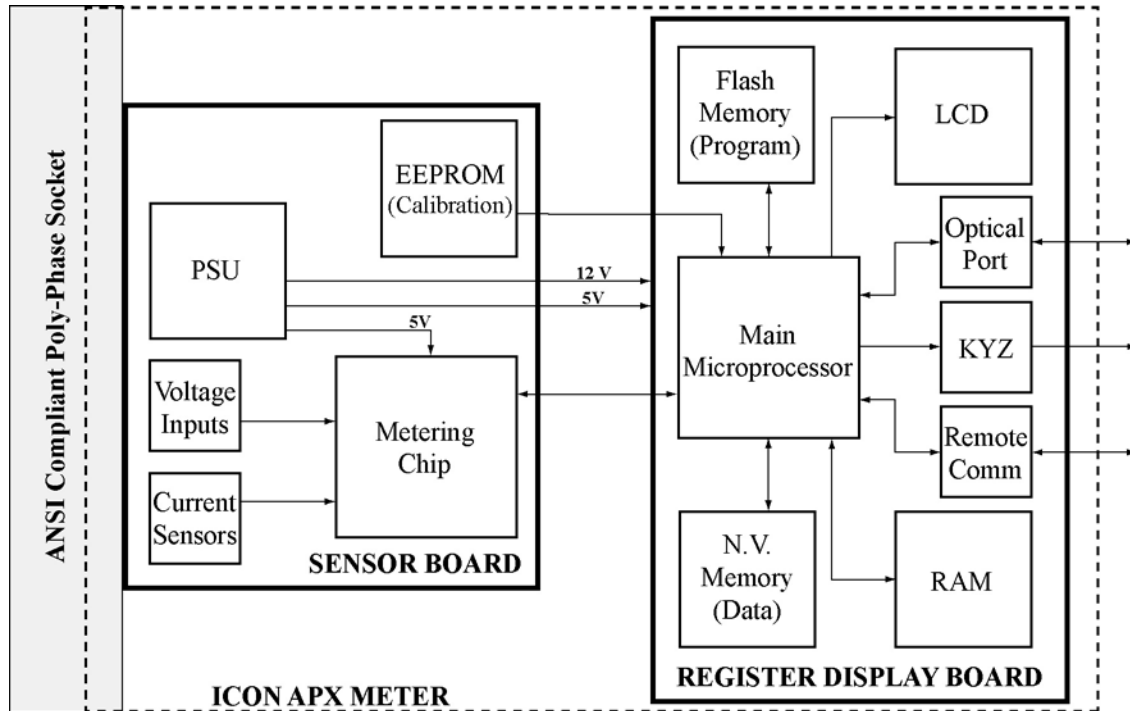 ANSI Compliant Poly-Phase Socket
PSU
EEPROM
(Calibration)
12 V
5V
5V
Voltage
Inputs
Current
Sensors
Metering
Chip
SENSOR BOARD
Flash
Memory
(Program)
LCD
Optical
Port
Main
Microprocessor
KYZ
Remote
Comm
N.V.
Memory
(Data)
RAM
REGISTER DISPLAY BOARD
ICON APX METER